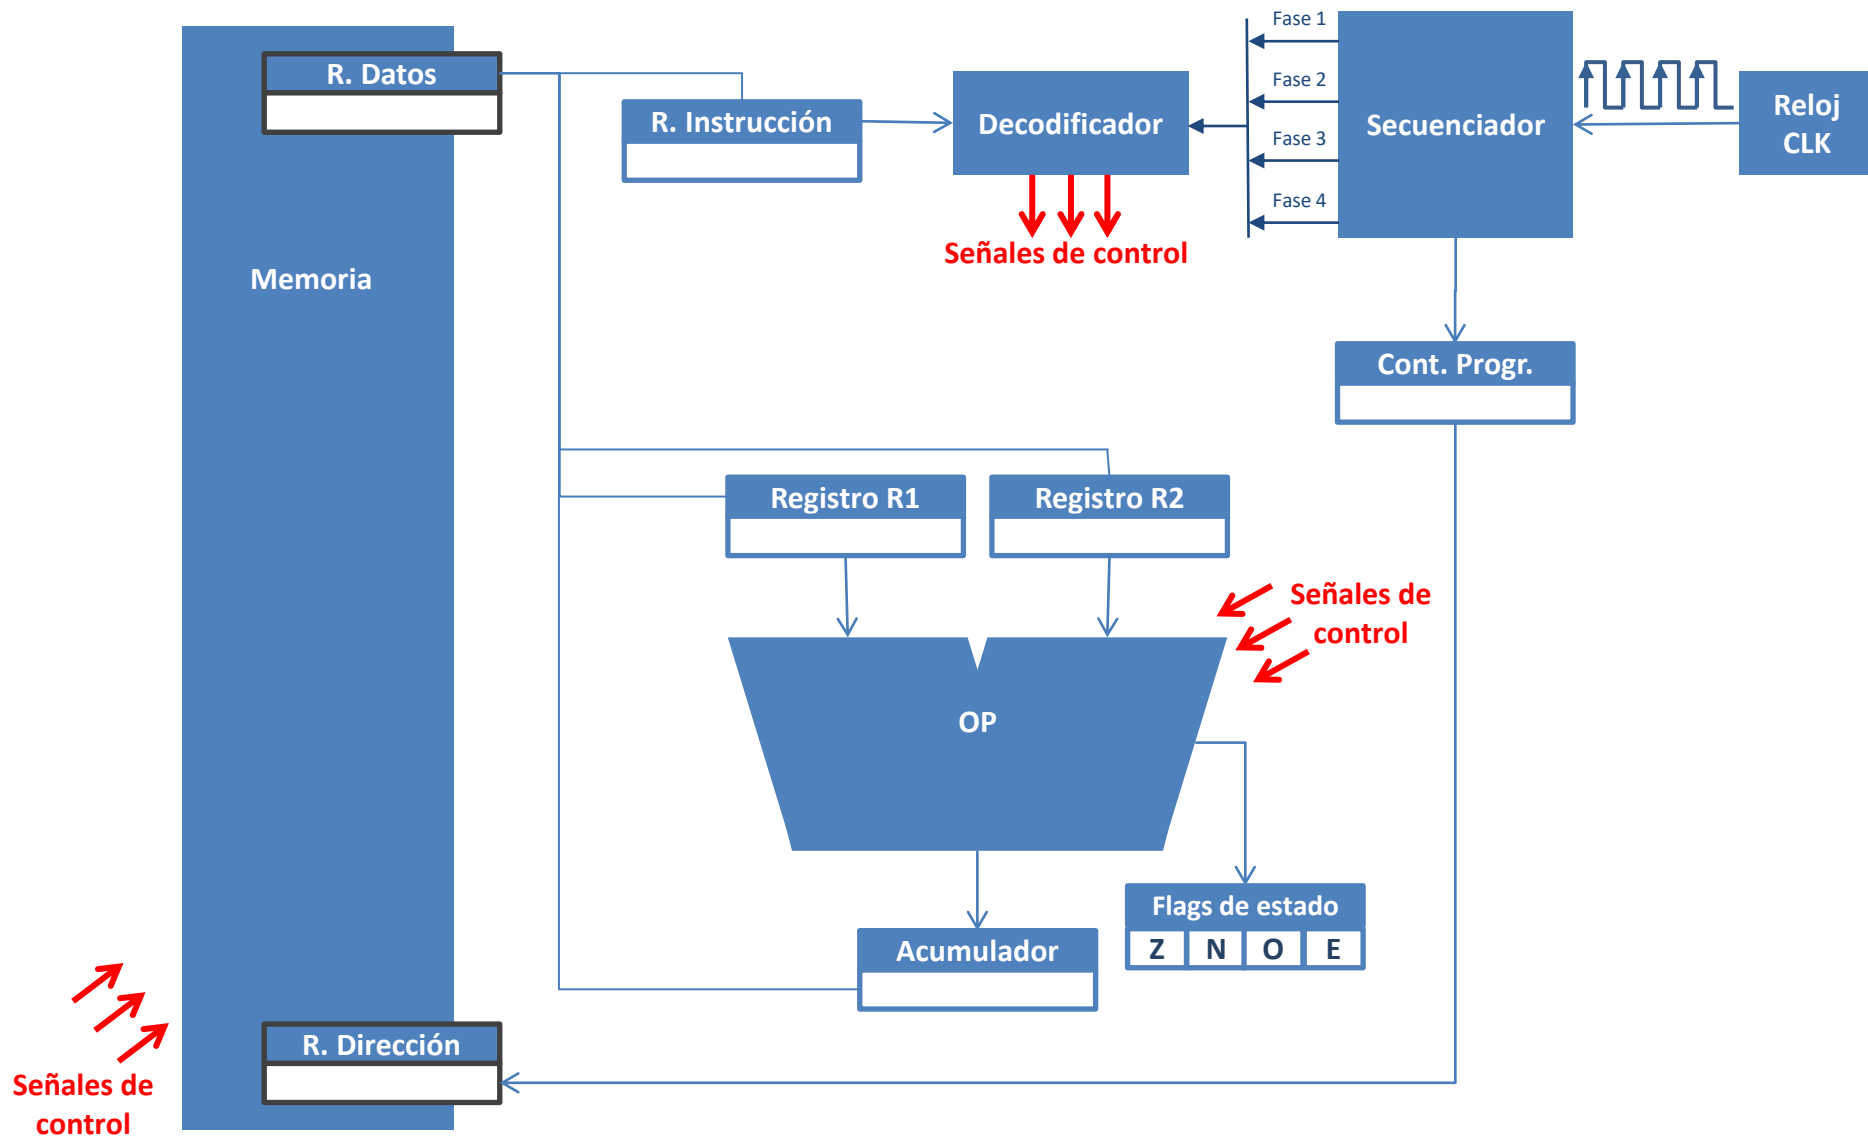 R. Datos
R. Instrucción
Decodificador
Fase 1
Fase 2
Fase 3
Fase 4
Secuenciador
Reloj
CLK
Señales de control
Memoria
Cont. Progr.
Registro R1
Registro R2
Señales de
control
OP
Flags de estado
Z N O E
Acumulador
R. Dirección
Señales de
control